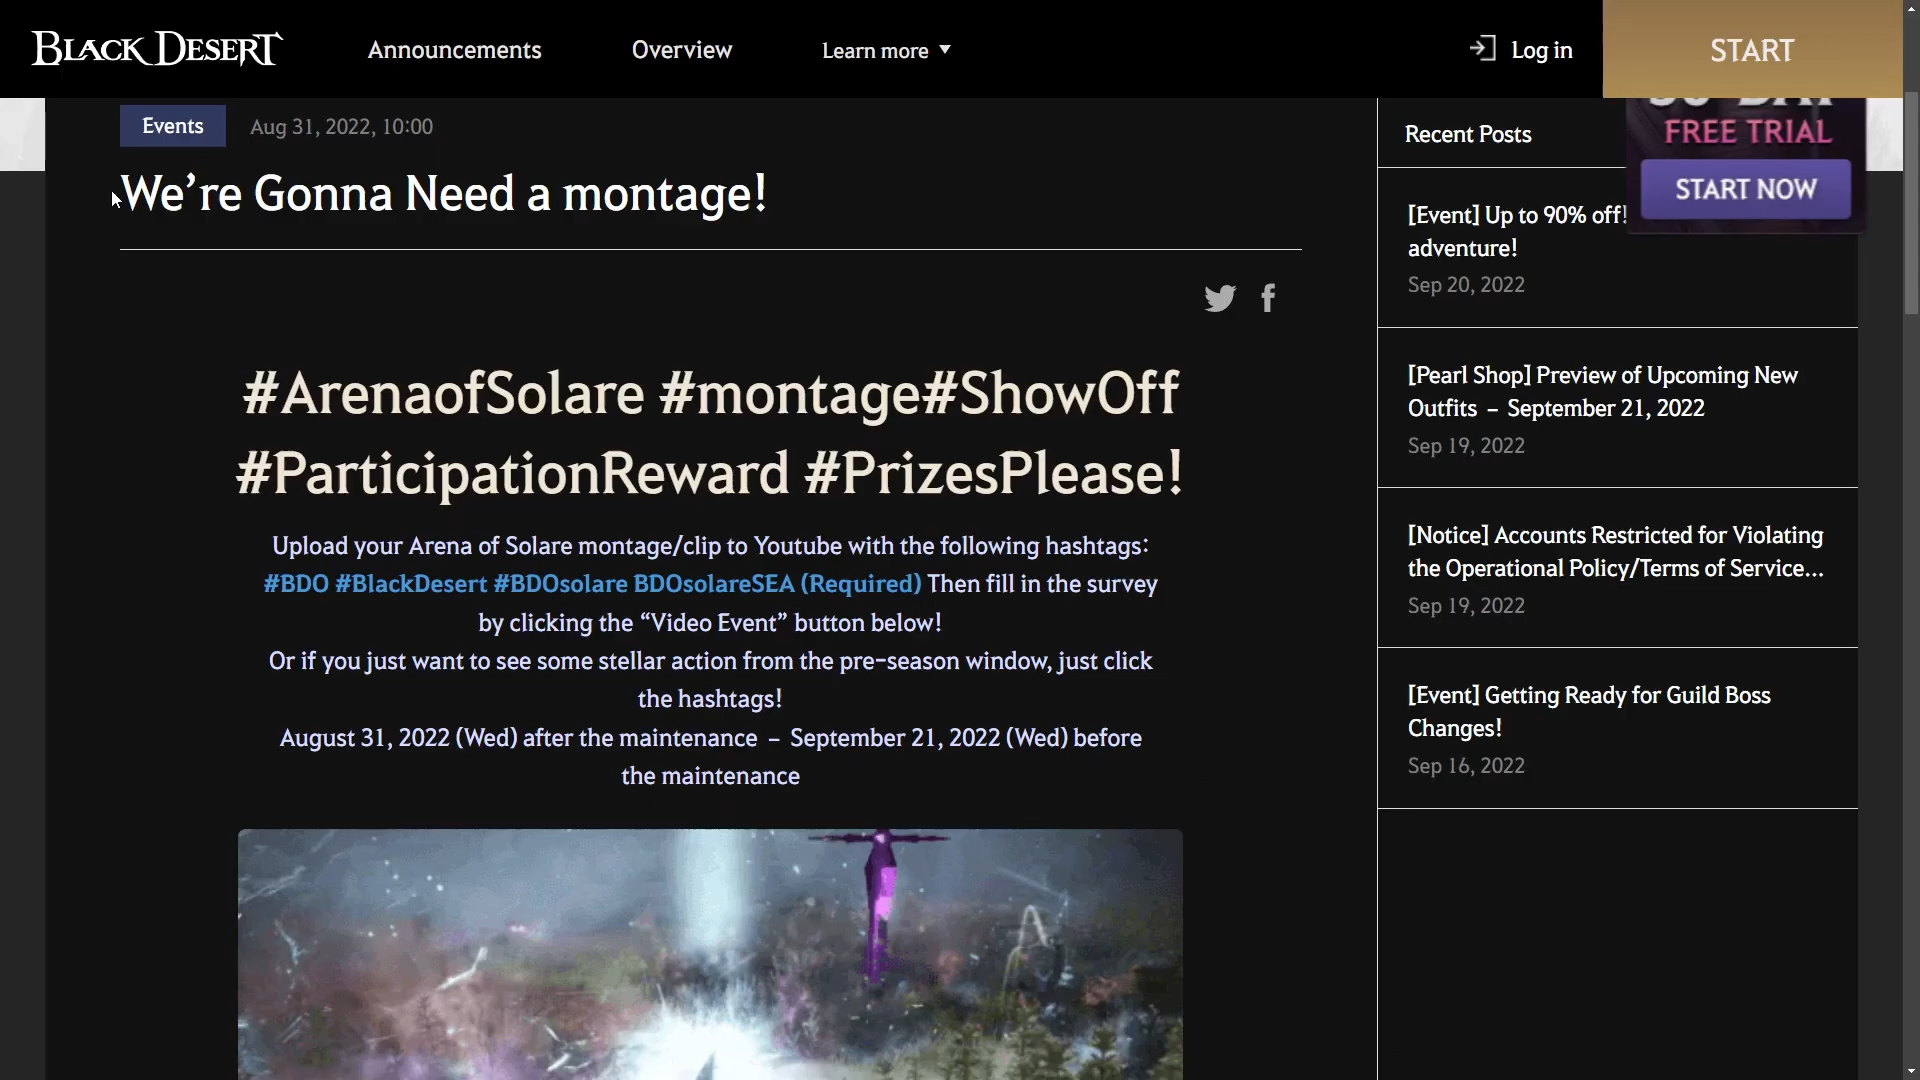 BLACK DESERT
Announcements
Overview
Learn more
Log in
START
Events
Aug 31, 2022, 10:00
We’re Gonna Need a montage!
#ArenaofSolare #montage#ShowOff
#ParticipationReward #PrizesPlease!
Upload your Arena of Solare montage/clip to Youtube with the following hashtags:
#BDO #BlackDesert #BDOsolare BDOsolareSEA (Required) Then fill in the survey
by clicking the “Video Event” button below!
Or if you just want to see some stellar action from the pre-season window, just click
the hashtags!
August 31, 2022 (Wed) after the maintenance – September 21, 2022 (Wed) before
the maintenance
Recent Posts
FREE TRIAL
START NOW
[Event] Up to 90% off!
adventure!
Sep 20, 2022
[Pearl Shop] Preview of Upcoming New
Outfits – September 21, 2022
Sep 19, 2022
[Notice] Accounts Restricted for Violating
the Operational Policy/Terms of Service...
Sep 19, 2022
[Event] Getting Ready for Guild Boss
Changes!
Sep 16, 2022